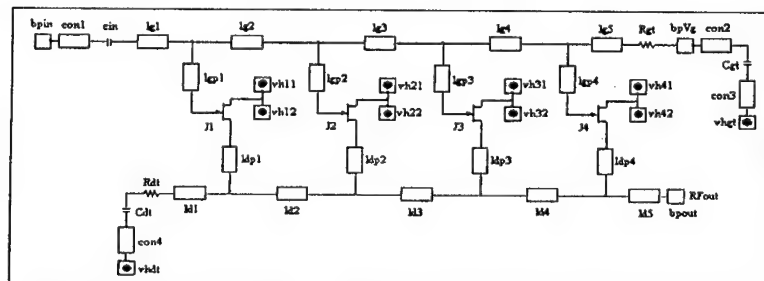 bpin con1 cin lg1 lg2 lg3 lg4 lg5 Rgt bpVg con2
Cgt
lgp1 lgp2 lgp3 lgp4
vh11 vh21 vh31 vh41
con3
vh12 vh22 vh32 vh42
J1 J2 J3 J4
vhgt
ldp1 ldp2 ldp3 ldp4
Rdt
RFout
Cdt
ld1 ld2 ld3 ld4 ld5 bpout
con4
vhdt